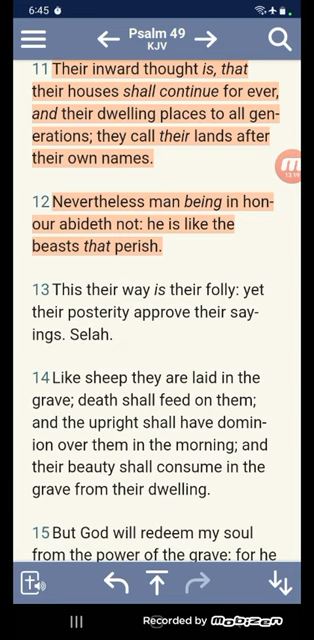 6:45
Psalm 49
KJV
11 Their inward thought is, that
their houses shall continue for ever,
and their dwelling places to all gen-
erations; they call their lands after
their own names.
12 Nevertheless man being in hon-
our abideth not: he is like the
beasts that perish.
13 This their way is their folly: yet
their posterity approve their say-
ings. Selah.
14 Like sheep they are laid in the
grave; death shall feed on them;
and the upright shall have domin-
ion over them in the morning; and
their beauty shall consume in the
grave from their dwelling.
15 But God will redeem my soul
from the power of the grave: for he
Recorded by mobizen